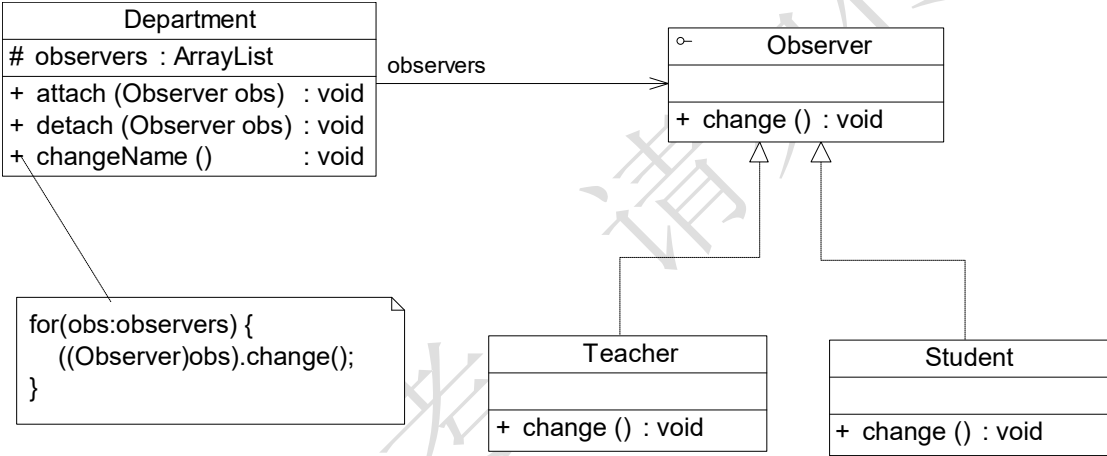 Department
# observers : ArrayList
+ attach (Observer obs) : void
+ detach (Observer obs) : void
+ changeName () : void
observers
Observer
+ change () : void
for(obs:observers) {
((Observer)obs).change();
}
Teacher
+ change () : void
Student
+ change () : void
请